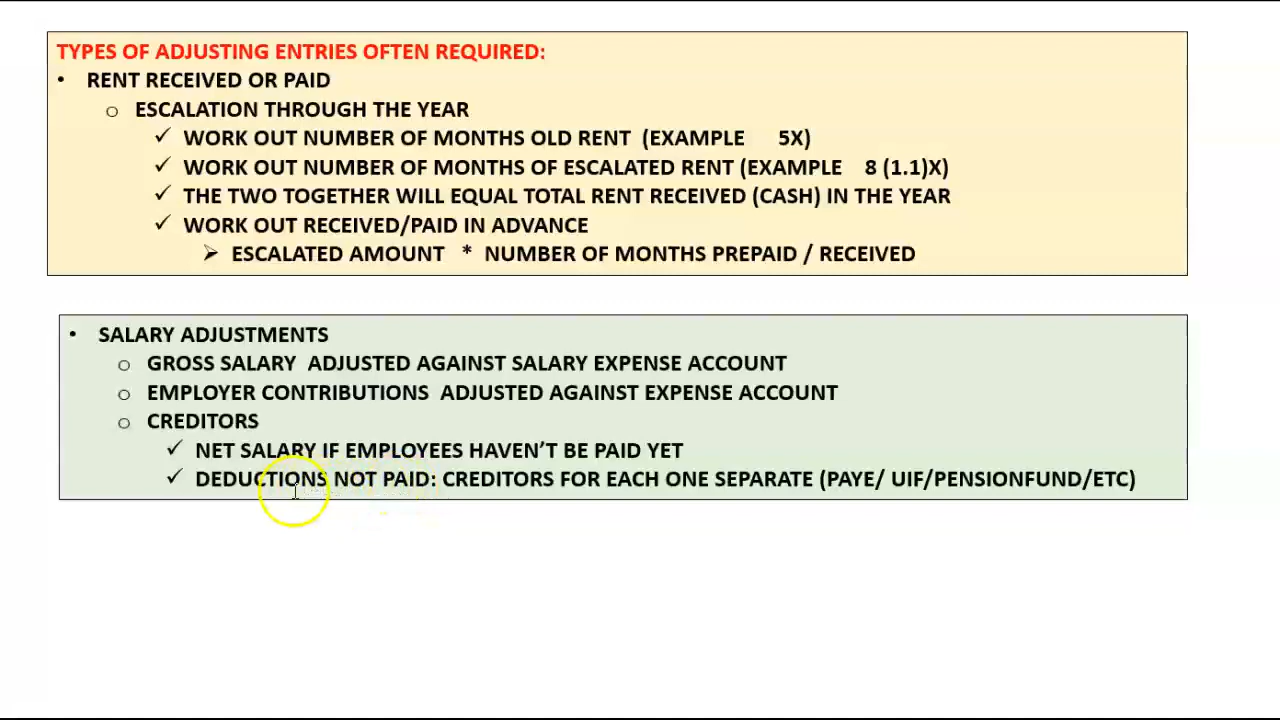 TYPES OF ADJUSTING ENTRIES OFTEN REQUIRED:
• RENT RECEIVED OR PAID
o ESCALATION THROUGH THE YEAR
✓ WORK OUT NUMBER OF MONTHS OLD RENT (EXAMPLE 5X)
✓ WORK OUT NUMBER OF MONTHS OF ESCALATED RENT (EXAMPLE 8 (1.1)X)
✓ THE TWO TOGETHER WILL EQUAL TOTAL RENT RECEIVED (CASH) IN THE YEAR
✓ WORK OUT RECEIVED/PAID IN ADVANCE
➢ ESCALATED AMOUNT * NUMBER OF MONTHS PREPAID / RECEIVED
• SALARY ADJUSTMENTS
o GROSS SALARY ADJUSTED AGAINST SALARY EXPENSE ACCOUNT
o EMPLOYER CONTRIBUTIONS ADJUSTED AGAINST EXPENSE ACCOUNT
o CREDITORS
✓ NET SALARY IF EMPLOYEES HAVEN'T BE PAID YET
✓ DEDUCTIONS NOT PAID: CREDITORS FOR EACH ONE SEPARATE (PAYE/ UIF/PENSIONFUND/ETC)